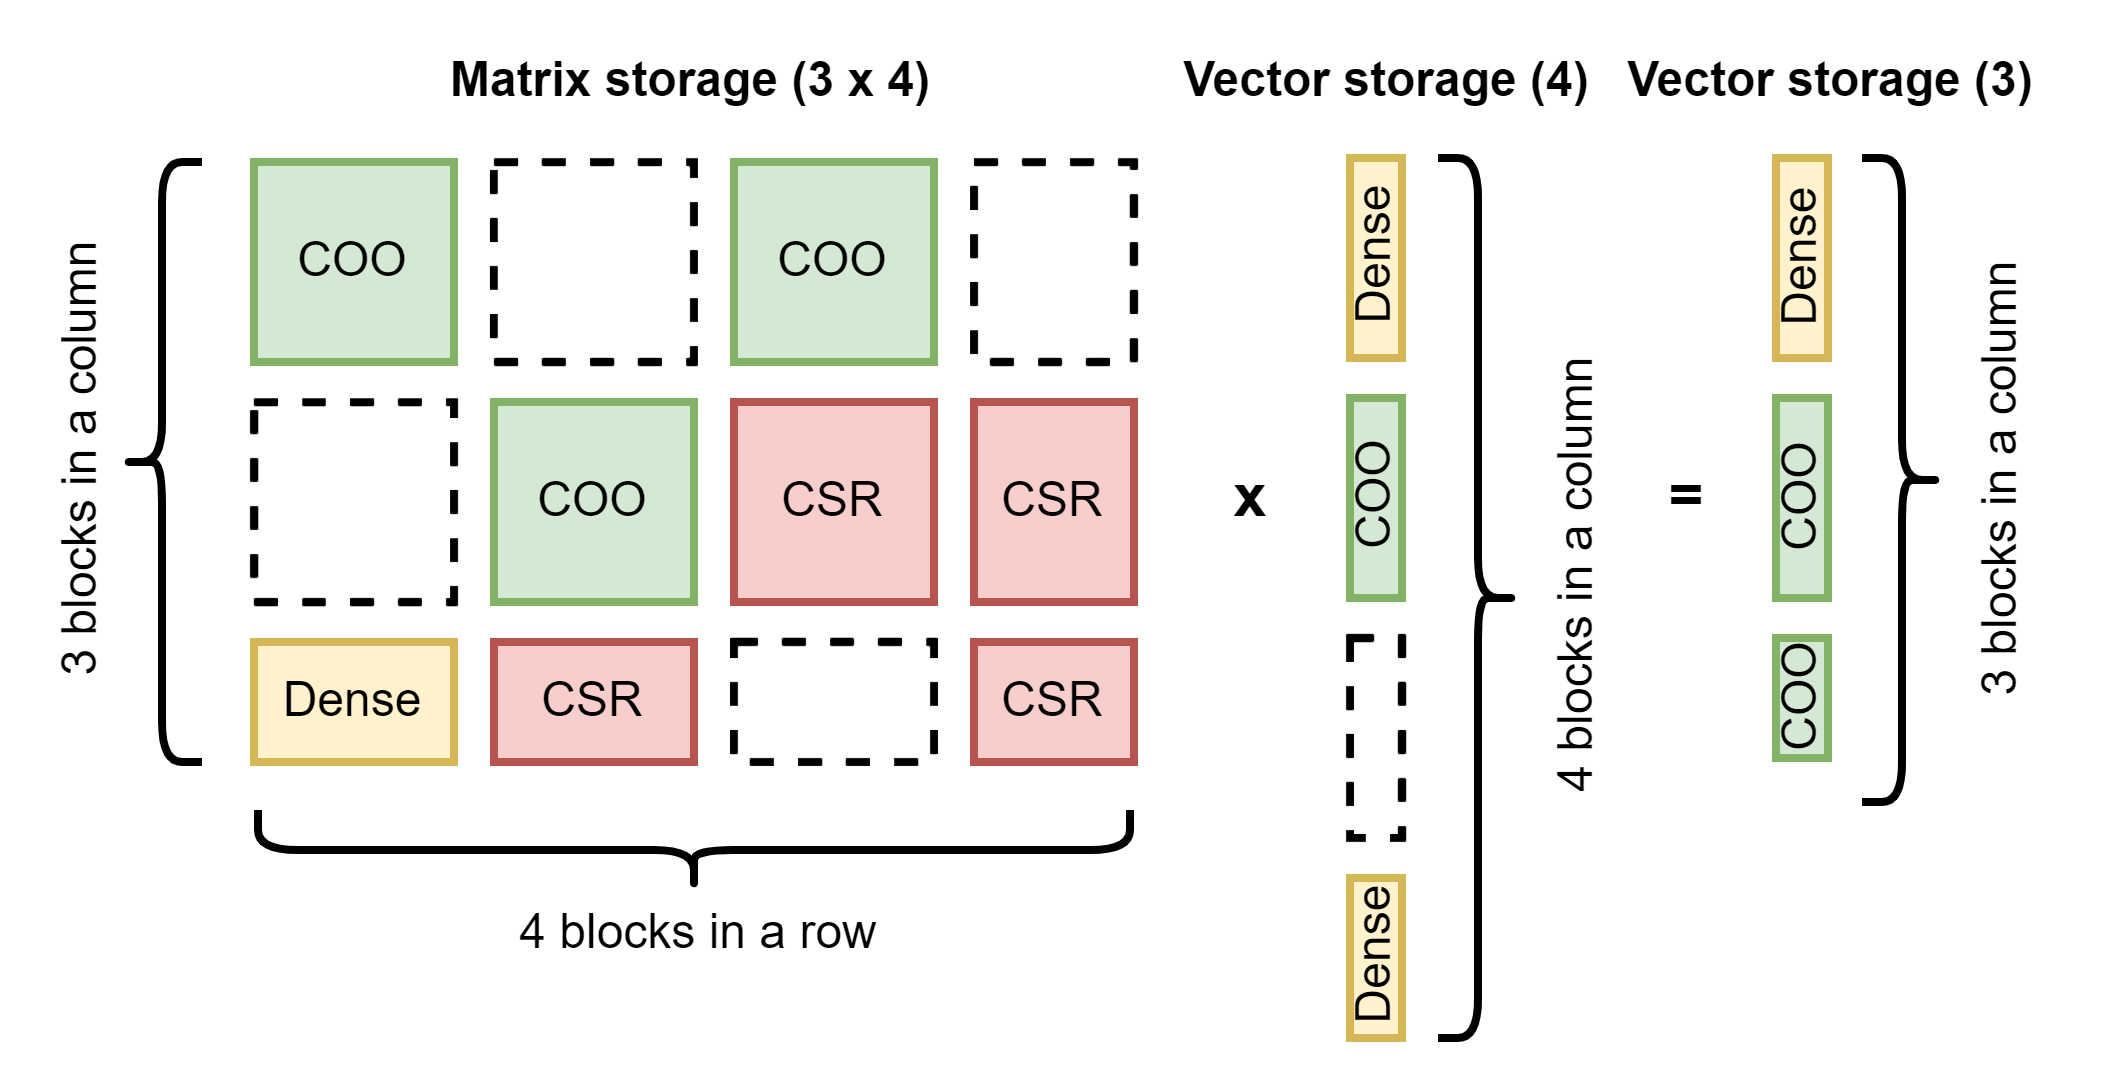 Matrix storage (3 x 4)
Vector storage (4)
Vector storage (3)
3 blocks in a column
COO
COO
COO
CSR
CSR
Dense
CSR
CSR
4 blocks in a row
x
Dense
COO
Dense
4 blocks in a column
=
Dense
COO
COO
3 blocks in a column